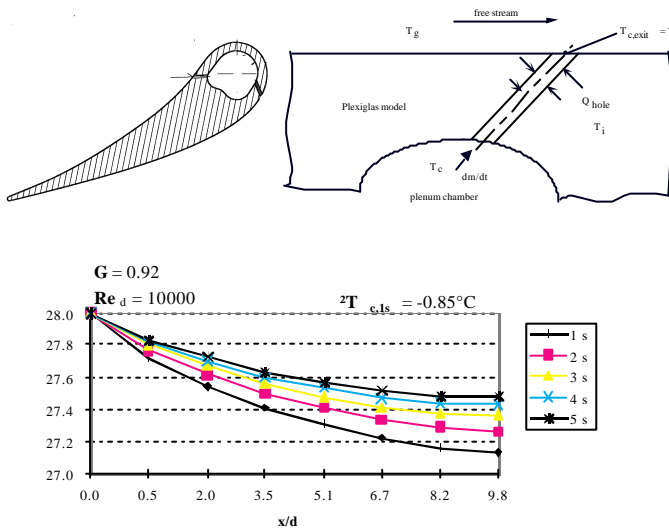 T g
free stream
T c,exit = T
Plexiglas model
Q hole
T i
T c
dm/dt
plenum chamber
G = 0.92
Re d = 10000
²T c,1s = -0.85°C
28.0
27.8
27.6
27.4
27.2
27.0
0.0 0.5 2.0 3.5 5.1 6.7 8.2 9.8
x/d
1 s
2 s
3 s
4 s
5 s